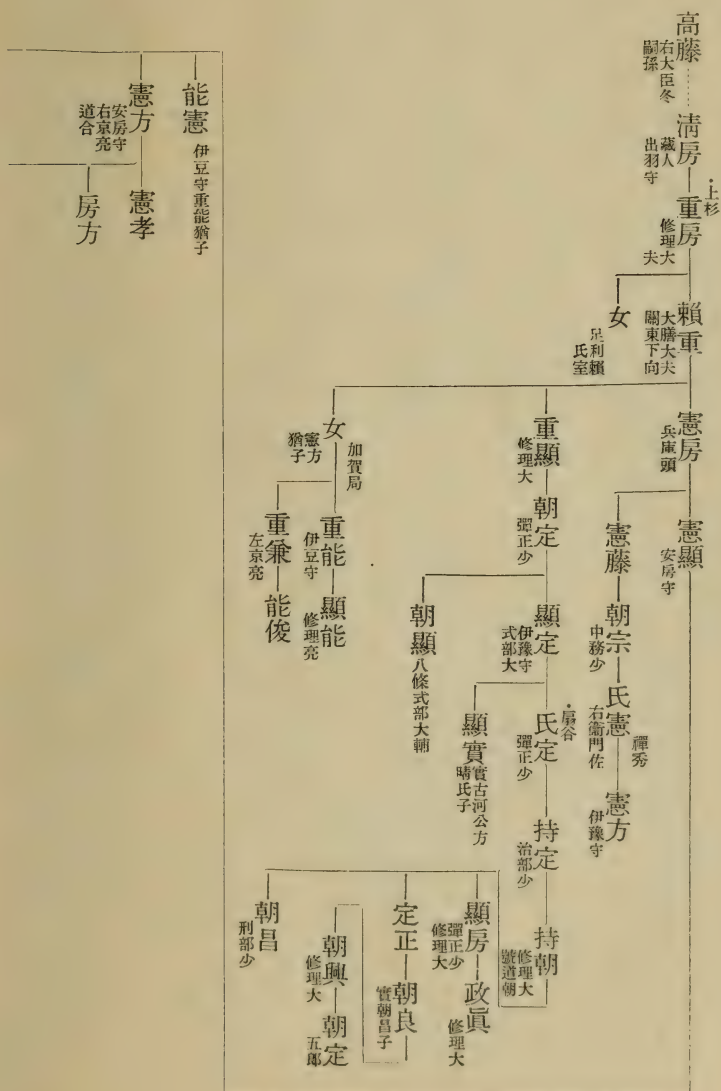 高藤
右大臣冬
嗣孫
清房
藏人
出羽守
上杉
重房
修理大
夫
女
足利賴
氏室
賴重
大膳大夫
關東下向
憲房
兵庫頭
憲顯
安房守
憲藤
朝宗
中務少
氏憲
右衞門佐
禪秀
憲方
伊豫守
重顯
修理大
朝定
彈正少
顯定
伊豫守
式部大
扇谷
氏定
彈正少
持定
治部少
持朝
修理大
號道朝
顯房
彈正少
修理大
政眞
修理大
定正
朝良
實朝昌子
朝興
修理大
朝定
五郎
朝昌
刑部少
顯實
實古河公方
晴氏子
朝顯
八條式部大輔
女
加賀局
憲方
猶子
重能
伊豆守
顯能
修理亮
重兼
左京亮
能俊
能憲
伊豆守重能猶子
憲方
安房守
右京亮
道合
憲孝
房方